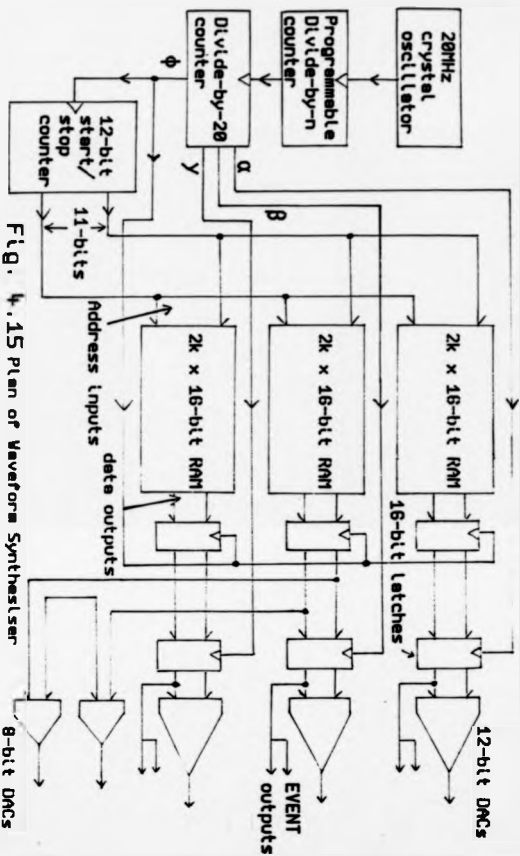 20MHz
crystal
oscillator
Programmable
Divide-by-n
counter
Divide-by-20
counter
ϕ
α
β
γ
12-bit
start/
stop
counter
11-bits
Address inputs
2k × 16-bit RAM
2k × 16-bit RAM
2k × 16-bit RAM
data outputs
16-bit latches
12-bit DACs
EVENT
outputs
8-bit DACs
Fig. 4.15 Plan of Waveform Synthesiser